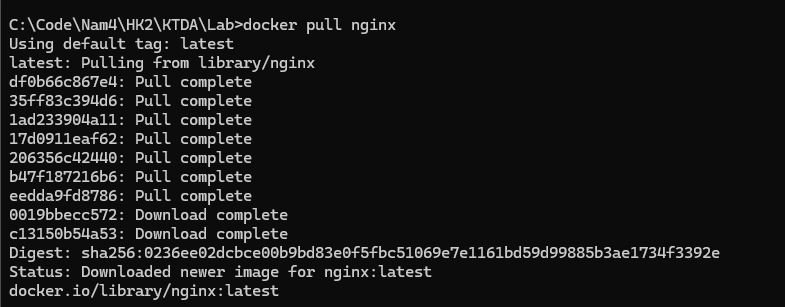 C:\Code\Nam4\HK2\KTDA\Lab>docker pull nginx
Using default tag: latest
latest: Pulling from library/nginx
df0b66c867e4: Pull complete
35ff83c394d6: Pull complete
1ad233904a11: Pull complete
17d0911eaf62: Pull complete
206356c42440: Pull complete
b47f187216b6: Pull complete
eedda9fd8786: Pull complete
0019bbecc572: Download complete
c13150b54a53: Download complete
Digest: sha256:0236ee02dcbce00b9bd83e0f5fbc51069e7e1161bd59d99885b3ae1734f3392e
Status: Downloaded newer image for nginx:latest
docker.io/library/nginx:latest